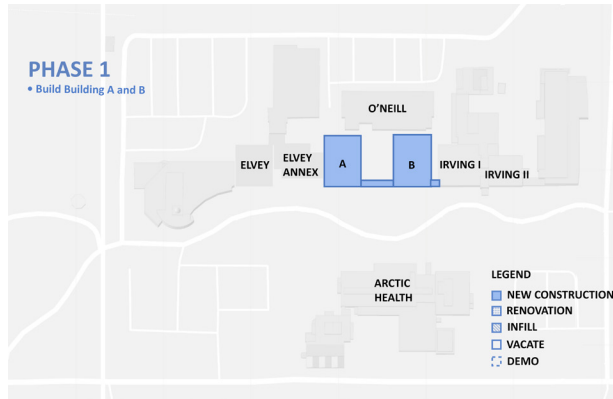 PHASE 1
• Build Building A and B
O'NEILL
ELVEY
ELVEY
ANNEX
A
B
IRVING I
IRVING II
ARCTIC
HEALTH
LEGEND
NEW CONSTRUCTION
RENOVATION
INFILL
VACATE
DEMO